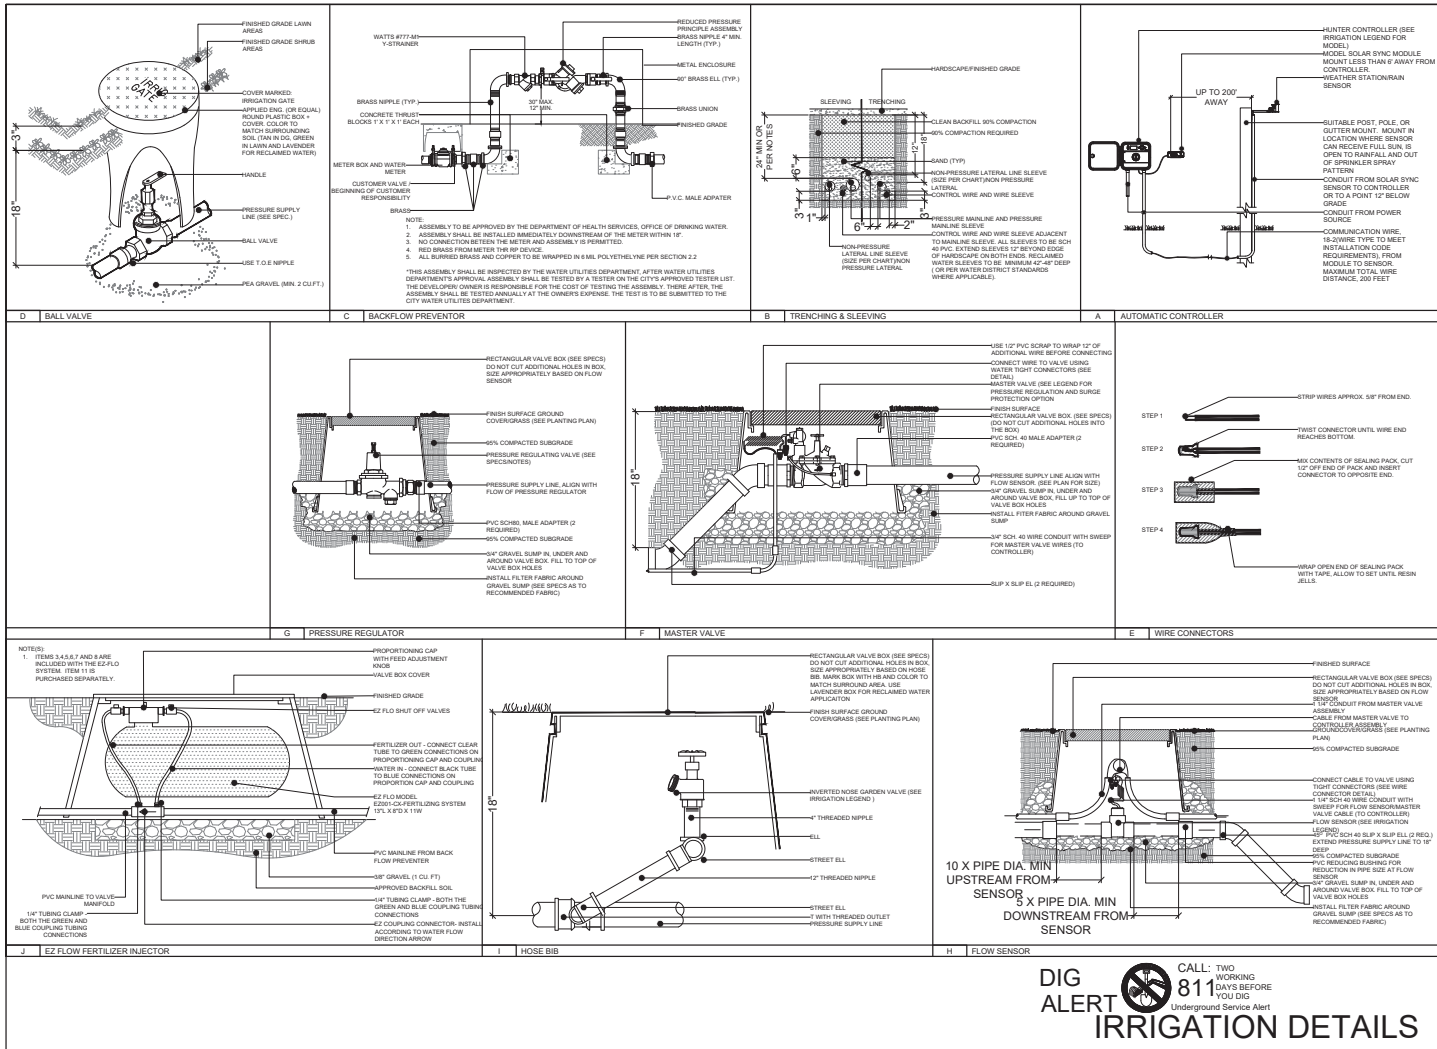 FINISHED GRADE LAWN
AREAS
FINISHED GRADE SHRUB
AREAS
IRRIG
GATE
COVER MARKED:
IRRIGATION GATE
APPLIED ENG. (OR EQUAL)
ROUND PLASTIC BOX +
COVER. COLOR TO
MATCH SURROUNDING
SOIL (TAN IN DG, GREEN
IN LAWN AND LAVENDER
FOR RECLAIMED WATER)
HANDLE
PRESSURE SUPPLY
LINE (SEE SPEC.)
BALL VALVE
USE T.O.E NIPPLE
PEA GRAVEL (MIN. 2 CU.FT.)
3"
18"
D BALL VALVE
WATTS #777-M1
Y-STRAINER
REDUCED PRESSURE
PRINCIPLE ASSEMBLY
BRASS NIPPLE 4" MIN.
LENGTH (TYP.)
METAL ENCLOSURE
90° BRASS ELL (TYP.)
BRASS NIPPLE (TYP.)
30" MAX.
12" MIN.
BRASS UNION
CONCRETE THRUST
BLOCKS 1' X 1' X 1' EACH
FINISHED GRADE
METER BOX AND WATER
METER
CUSTOMER VALVE /
BEGINNING OF CUSTOMER
RESPONSIBILITY
BRASS
P.V.C. MALE ADPATER
NOTE:
1. ASSEMBLY TO BE APPROVED BY THE DEPARTMENT OF HEALTH SERVICES, OFFICE OF DRINKING WATER.
2. ASSEMBLY SHALL BE INSTALLED IMMEDIATELY DOWNSTREAM OF THE METER WITHIN 18".
3. NO CONNECTION BETEEN THE METER AND ASSEMBLY IS PERMITTED.
4. RED BRASS FROM METER THR RP DEVICE.
5. ALL BURRIED BRASS AND COPPER TO BE WRAPPED IN 6 MIL POLYETHELYNE PER SECTION 2.2
*THIS ASSEMBLY SHALL BE INSPECTED BY THE WATER UTILITIES DEPARTMENT, AFTER WATER UTILITIES
DEPARTMENT'S APPROVAL ASSEMBLY SHALL BE TESTED BY A TESTER ON THE CITY'S APPROVED TESTER LIST.
THE DEVELOPER/ OWNER IS RESPONSIBLE FOR THE COST OF TESTING THE ASSEMBLY. THERE AFTER, THE
ASSEMBLY SHALL BE TESTED ANNUALLY AT THE OWNER'S EXPENSE. THE TEST IS TO BE SUBMITTED TO THE
CITY WATER UTILITIES DEPARTMENT.
C BACKFLOW PREVENTOR
HARDSCAPE/FINISHED GRADE
SLEEVING TRENCHING
CLEAN BACKFILL 90% COMPACTION
90% COMPACTION REQUIRED
SAND (TYP)
NON-PRESSURE LATERAL LINE SLEEVE
(SIZE PER CHART)/NON PRESSURE
LATERAL
CONTROL WIRE AND WIRE SLEEVE
PRESSURE MAINLINE AND PRESSURE
MAINLINE SLEEVE
CONTROL WIRE AND WIRE SLEEVE ADJACENT
TO MAINLINE SLEEVE. ALL SLEEVES TO BE SCH
40 PVC. EXTEND SLEEVES 12" BEYOND EDGE
OF HARDSCAPE ON BOTH ENDS. RECLAIMED
WATER SLEEVES TO BE MINIMUM 42"-48" DEEP
( OR PER WATER DISTRICT STANDARDS
WHERE APPLICABLE).
24" MIN OR
PER NOTES
6"
12"
18"
3"
1"
6"
2"
3"
NON-PRESSURE
LATERAL LINE SLEEVE
(SIZE PER CHART)/NON
PRESSURE LATERAL
B TRENCHING & SLEEVING
HUNTER CONTROLLER (SEE
IRRIGATION LEGEND FOR
MODEL)
MODEL SOLAR SYNC MODULE
MOUNT LESS THAN 6' AWAY FROM
CONTROLLER.
WEATHER STATION/RAIN
SENSOR
UP TO 200'
AWAY
SUITABLE POST, POLE, OR
GUTTER MOUNT. MOUNT IN
LOCATION WHERE SENSOR
CAN RECEIVE FULL SUN, IS
OPEN TO RAINFALL AND OUT
OF SPRINKLER SPRAY
PATTERN
CONDUIT FROM SOLAR SYNC
SENSOR TO CONTROLLER
OR TO A POINT 12" BELOW
GRADE
CONDUIT FROM POWER
SOURCE
COMMUNICATION WIRE,
18-2(WIRE TYPE TO MEET
INSTALLATION CODE
REQUIREMENTS), FROM
MODULE TO SENSOR.
MAXIMUM TOTAL WIRE
DISTANCE, 200 FEET
A AUTOMATIC CONTROLLER
RECTANGULAR VALVE BOX (SEE SPECS)
DO NOT CUT ADDITIONAL HOLES IN BOX,
SIZE APPROPRIATELY BASED ON FLOW
SENSOR
FINISH SURFACE GROUND
COVER/GRASS (SEE PLANTING PLAN)
95% COMPACTED SUBGRADE
PRESSURE REGULATING VALVE (SEE
SPECS/NOTES)
PRESSURE SUPPLY LINE, ALIGN WITH
FLOW OF PRESSURE REGULATOR
PVC SCH80, MALE ADAPTER (2
REQUIRED)
95% COMPACTED SUBGRADE
3/4" GRAVEL SUMP IN, UNDER AND
AROUND VALVE BOX. FILL TO TOP OF
VALVE BOX HOLES
INSTALL FILTER FABRIC AROUND
GRAVEL SUMP (SEE SPECS AS TO
RECOMMENDED FABRIC)
G PRESSURE REGULATOR
USE 1/2" PVC SCRAP TO WRAP 12" OF
ADDITIONAL WIRE BEFORE CONNECTING
CONNECT WIRE TO VALVE USING
WATER TIGHT CONNECTORS (SEE
DETAIL)
MASTER VALVE (SEE LEGEND FOR
PRESSURE REGULATION AND SURGE
PROTECTION OPTION
FINISH SURFACE
RECTANGULAR VALVE BOX. (SEE SPECS)
(DO NOT CUT ADDITIONAL HOLES INTO
THE BOX)
PVC SCH. 40 MALE ADAPTER (2
REQUIRED)
PRESSURE SUPPLY LINE ALIGN WITH
FLOW SENSOR. (SEE PLAN FOR SIZE)
3/4" GRAVEL SUMP IN, UNDER AND
AROUND VALVE BOX, FILL UP TO TOP OF
VALVE BOX HOLES
INSTALL FITER FABRIC AROUND GRAVEL
SUMP
3/4" SCH. 40 WIRE CONDUIT WITH SWEEP
FOR MASTER VALVE WIRES (TO
CONTROLLER)
SLIP X SLIP EL (2 REQUIRED)
18"
F MASTER VALVE
STRIP WIRES APPROX. 5/8" FROM END.
STEP 1
TWIST CONNECTOR UNTIL WIRE END
REACHES BOTTOM.
STEP 2
MIX CONTENTS OF SEALING PACK, CUT
1/2" OFF END OF PACK AND INSERT
CONNECTOR TO OPPOSITE END.
STEP 3
STEP 4
WRAP OPEN END OF SEALING PACK
WITH TAPE, ALLOW TO SET UNTIL RESIN
JELLS.
E WIRE CONNECTORS
NOTE(S):
1. ITEMS 3,4,5,6,7 AND 8 ARE
INCLUDED WITH THE EZ-FLO
SYSTEM. ITEM 11 IS
PURCHASED SEPARATELY.
PROPORTIONING CAP
WITH FEED ADJUSTMENT
KNOB
VALVE BOX COVER
FINISHED GRADE
EZ FLO SHUT OFF VALVES
FERTILIZER OUT - CONNECT CLEAR
TUBE TO GREEN CONNECTIONS ON
PROPORTIONING CAP AND COUPLING
WATER IN - CONNECT BLACK TUBE
TO BLUE CONNECTIONS ON
PROPORTION CAP AND COUPLING
EZ FLO MODEL
EZ001-CX-FERTILIZING SYSTEM
13"L X 8"D X 11W
PVC MAINLINE FROM BACK
FLOW PREVENTER
3/8" GRAVEL (1 CU. FT)
APPROVED BACKFILL SOIL
1/4" TUBING CLAMP - BOTH THE
GREEN AND BLUE COUPLING TUBING
CONNECTIONS
EZ COUPLING CONNECTOR- INSTALL
ACCORDING TO WATER FLOW
DIRECTION ARROW
PVC MAINLINE TO VALVE
MANIFOLD
1/4" TUBING CLAMP -
BOTH THE GREEN AND
BLUE COUPLING TUBING
CONNECTIONS
J EZ FLOW FERTILIZER INJECTOR
RECTANGULAR VALVE BOX (SEE SPECS)
DO NOT CUT ADDITIONAL HOLES IN BOX,
SIZE APPROPRIATELY BASED ON HOSE
BIB. MARK BOX WITH HB AND COLOR TO
MATCH SURROUND AREA. USE
LAVENDER BOX FOR RECLAIMED WATER
APPLICAITON
FINISH SURFACE GROUND
COVER/GRASS (SEE PLANTING PLAN)
INVERTED NOSE GARDEN VALVE (SEE
IRRIGATION LEGEND )
4" THREADED NIPPLE
ELL
STREET ELL
12" THREADED NIPPLE
STREET ELL
T WITH THREADED OUTLET
PRESSURE SUPPLY LINE
18"
I HOSE BIB
FINISHED SURFACE
RECTANGULAR VALVE BOX (SEE SPECS)
DO NOT CUT ADDITIONAL HOLES IN BOX,
SIZE APPROPRIATELY BASED ON FLOW
SENSOR
1 1/4" CONDUIT FROM MASTER VALVE
ASSEMBLY
CABLE FROM MASTER VALVE TO
CONTROLLER ASSEMBLY
GROUNDCOVER/GRASS (SEE PLANTING
PLAN)
95% COMPACTED SUBGRADE
CONNECT CABLE TO VALVE USING
TIGHT CONNECTORS (SEE WIRE
CONNECTOR DETAIL)
1 1/4" SCH 40 WIRE CONDUIT WITH
SWEEP FOR FLOW SENSOR/MASTER
VALVE CABLE (TO CONTROLLER)
FLOW SENSOR (SEE IRRIGATION
LEGEND)
45° PVC SCH 40 SLIP X SLIP ELL (2 REQ.)
EXTEND PRESSURE SUPPLY LINE TO 18"
DEEP
95% COMPACTED SUBGRADE
PVC REDUCING BUSHING FOR
REDUCTION IN PIPE SIZE AT FLOW
SENSOR
3/4" GRAVEL SUMP IN, UNDER AND
AROUND VALVE BOX. FILL TO TOP OF
VALVE BOX HOLES
INSTALL FILTER FABRIC AROUND
GRAVEL SUMP (SEE SPECS AS TO
RECOMMENDED FABRIC)
10 X PIPE DIA. MIN
UPSTREAM FROM
SENSOR
5 X PIPE DIA. MIN
DOWNSTREAM FROM
SENSOR
H FLOW SENSOR
DIG
ALERT
CALL: TWO
WORKING
811 DAYS BEFORE
YOU DIG
Underground Service Alert
IRRIGATION DETAILS